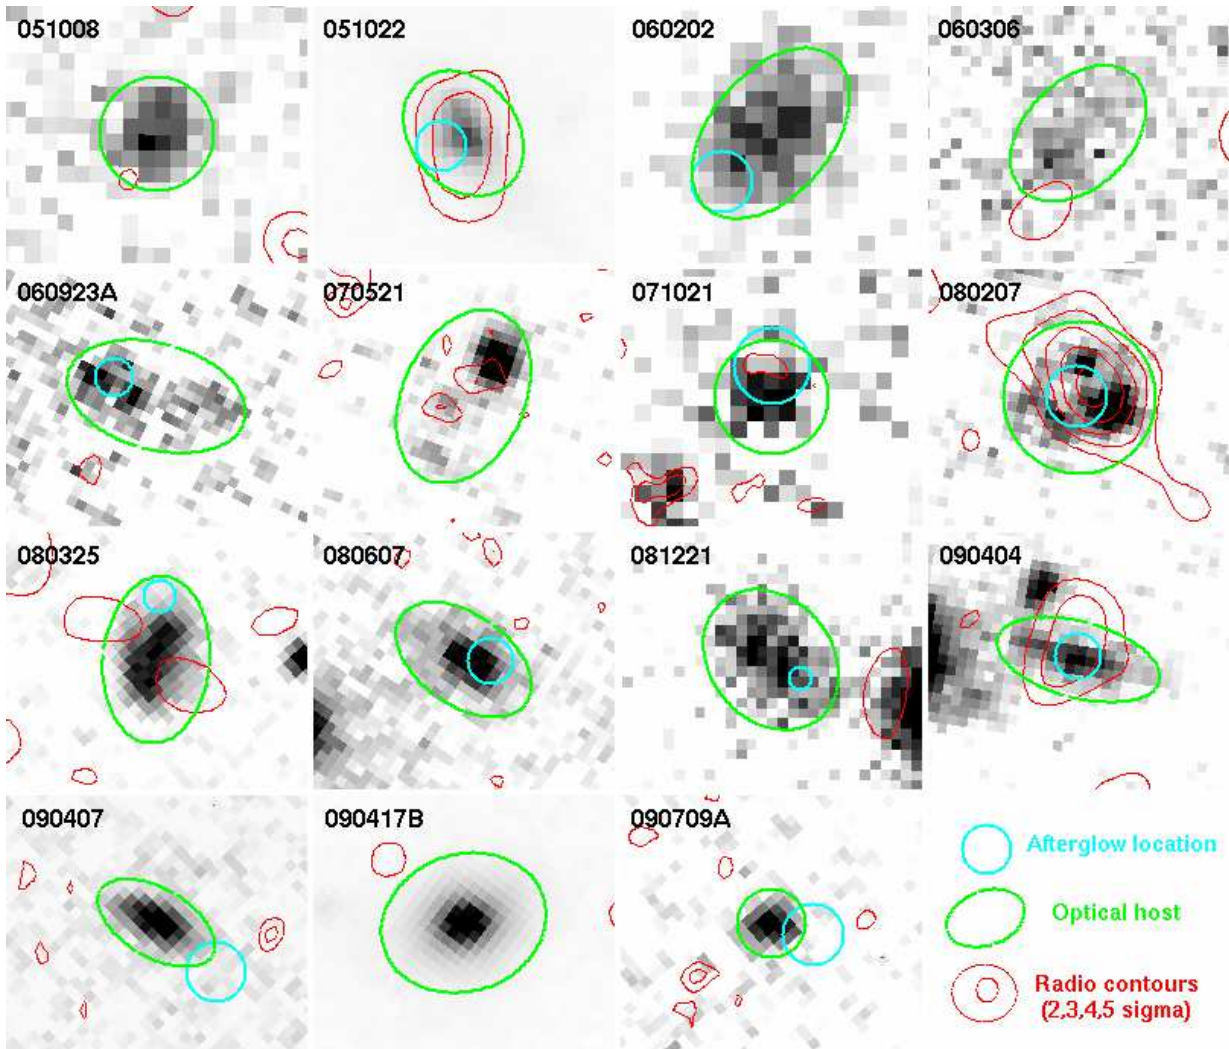 051008
051022
060202
060306
060923A
070521
071021
080207
080325
080607
081221
090404
090407
090417B
090709A
Afterglow location
Optical host
Radio contours
(2,3,4,5 sigma)